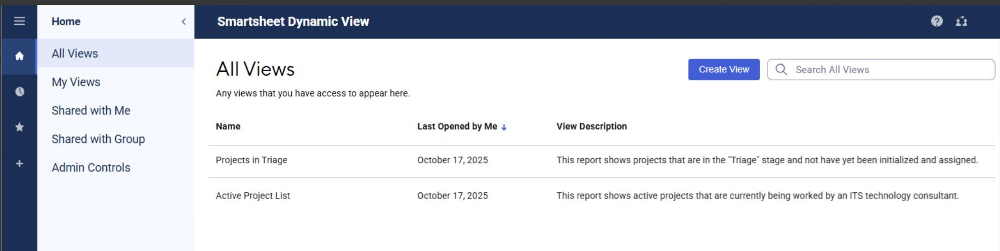 Home
Smartsheet Dynamic View
All Views
My Views
Shared with Me
Shared with Group
Admin Controls
All Views
Create View
Search All Views
Any views that you have access to appear here.
Name Last Opened by Me View Description
Projects in Triage October 17, 2025 This report shows projects that are in the "Triage" stage and not have yet been initialized and assigned.
Active Project List October 17, 2025 This report shows active projects that are currently being worked by an ITS technology consultant.